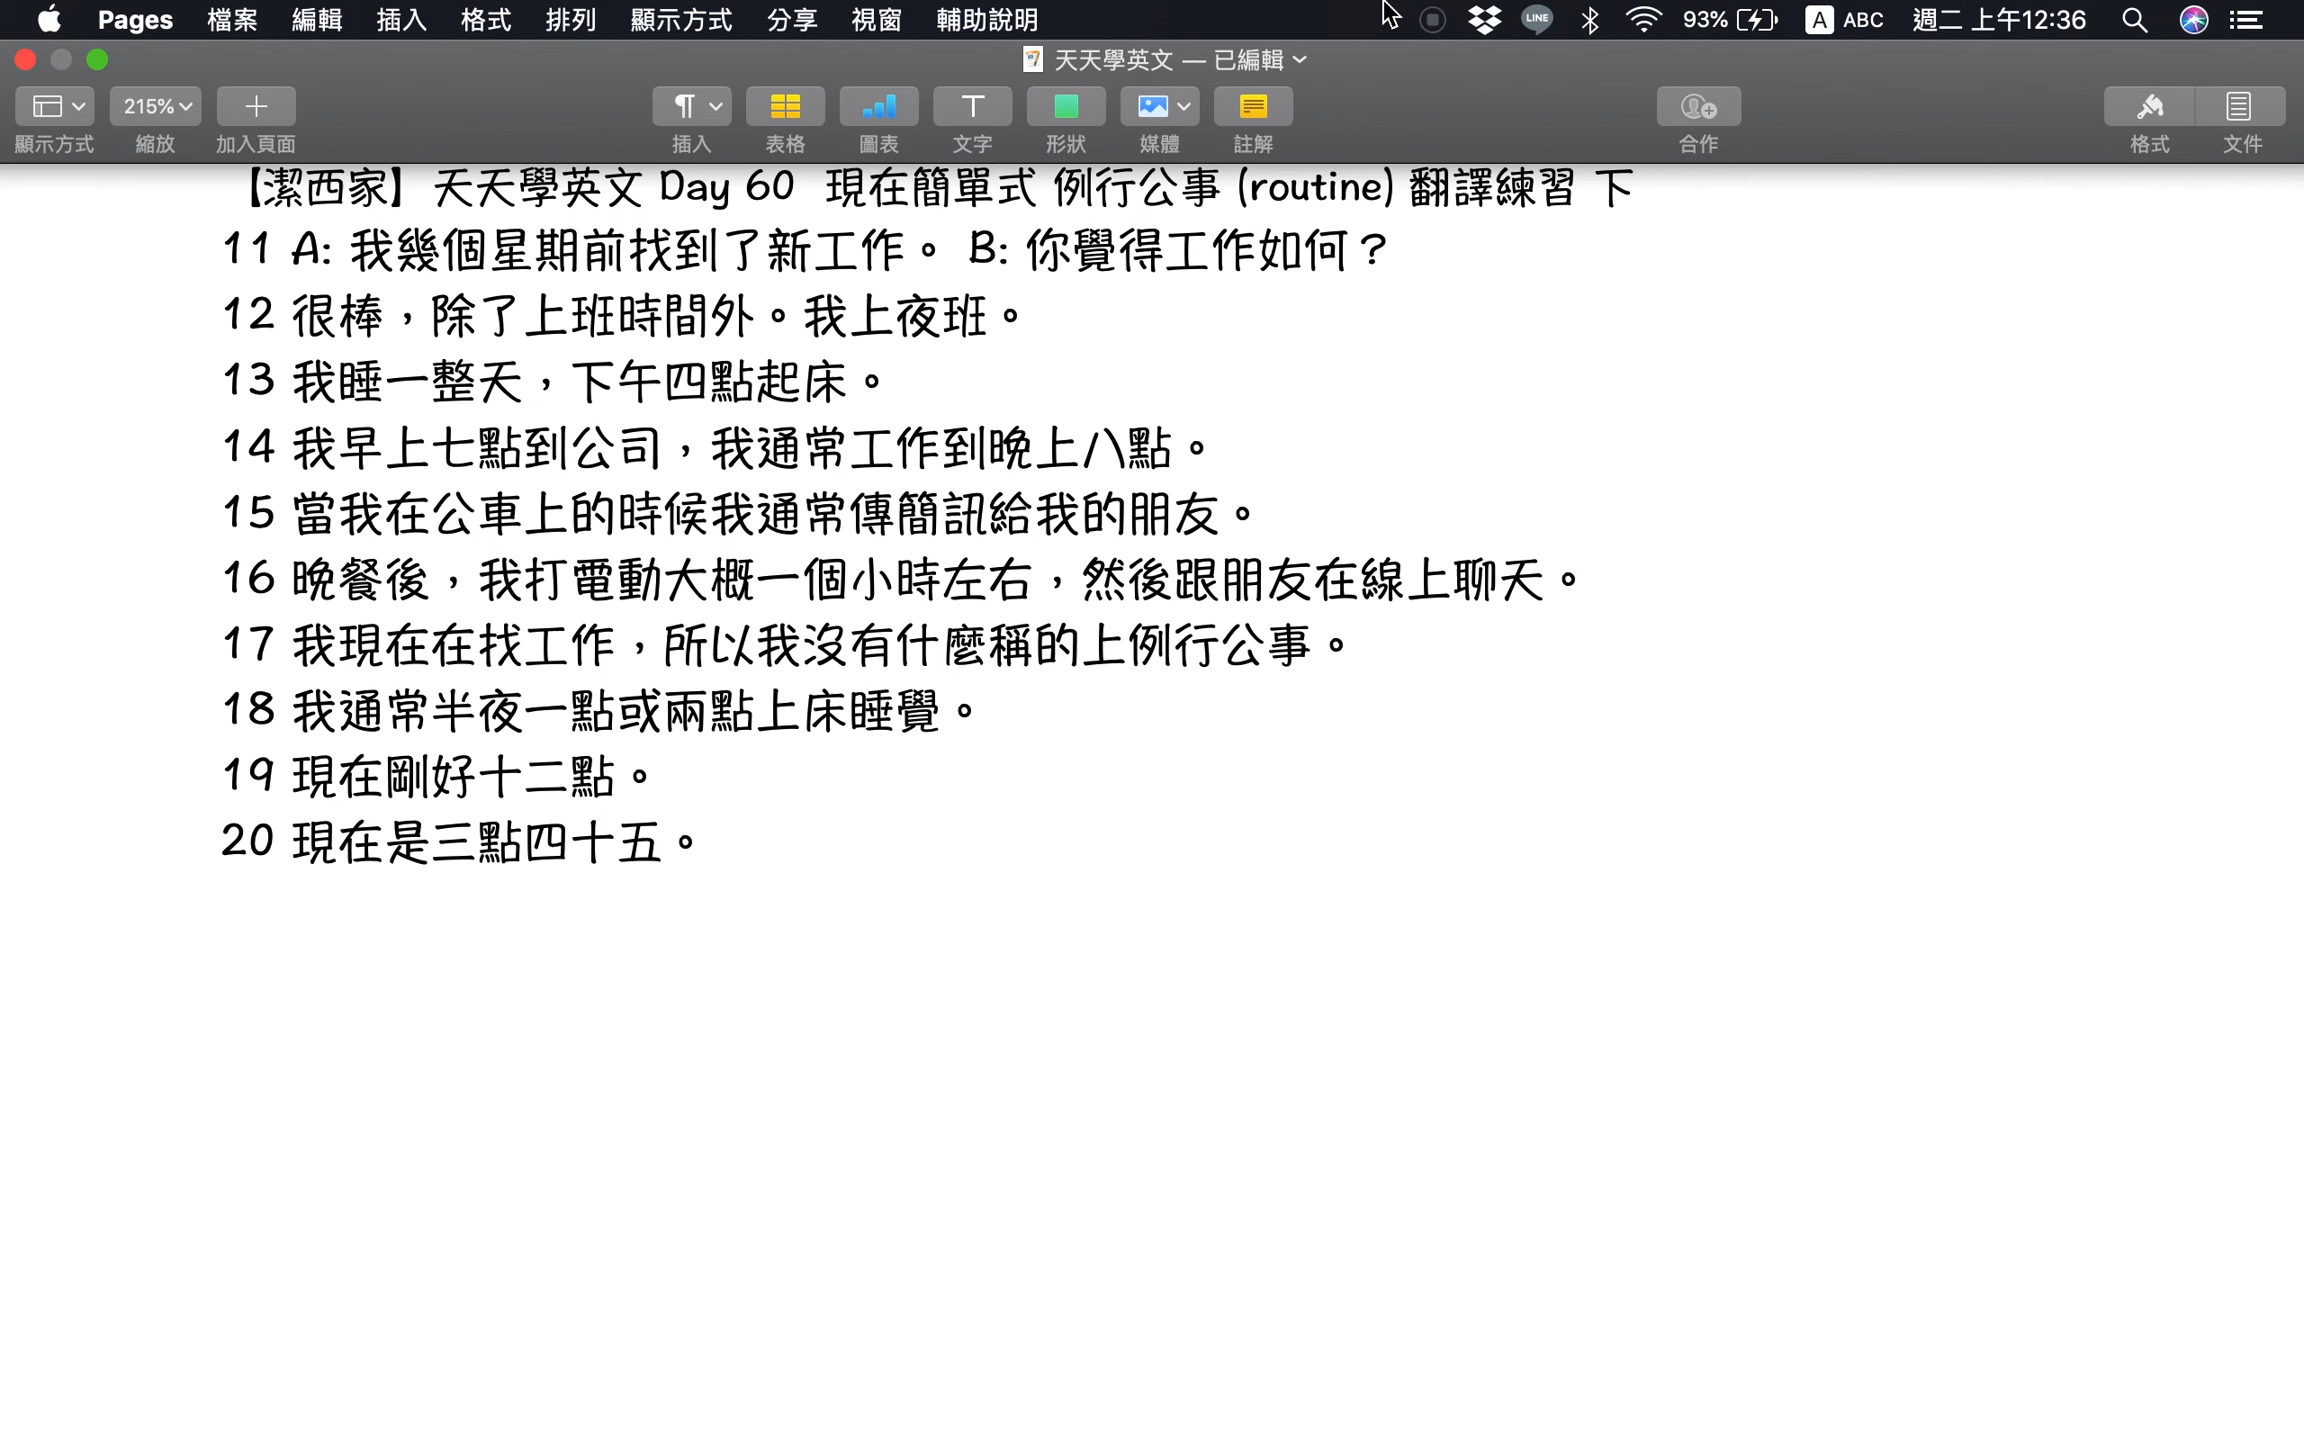 Pages 檔案 編輯 插入 格式 排列 顯示方式 分享 視窗 輔助說明 LINE 93% A ABC 週二 上午12:36
天天學英文 — 已編輯
215%
顯示方式 縮放 加入頁面 插入 表格 圖表 文字 形狀 媒體 註解 合作 格式 文件
【潔西家】天天學英文 Day 60 現在簡單式 例行公事 (routine) 翻譯練習 下
11 A: 我幾個星期前找到了新工作。 B: 你覺得工作如何？
12 很棒，除了上班時間外。我上夜班。
13 我睡一整天，下午四點起床。
14 我早上七點到公司，我通常工作到晚上八點。
15 當我在公車上的時候我通常傳簡訊給我的朋友。
16 晚餐後，我打電動大概一個小時左右，然後跟朋友在線上聊天。
17 我現在在找工作，所以我沒有什麼稱的上例行公事。
18 我通常半夜一點或兩點上床睡覺。
19 現在剛好十二點。
20 現在是三點四十五。